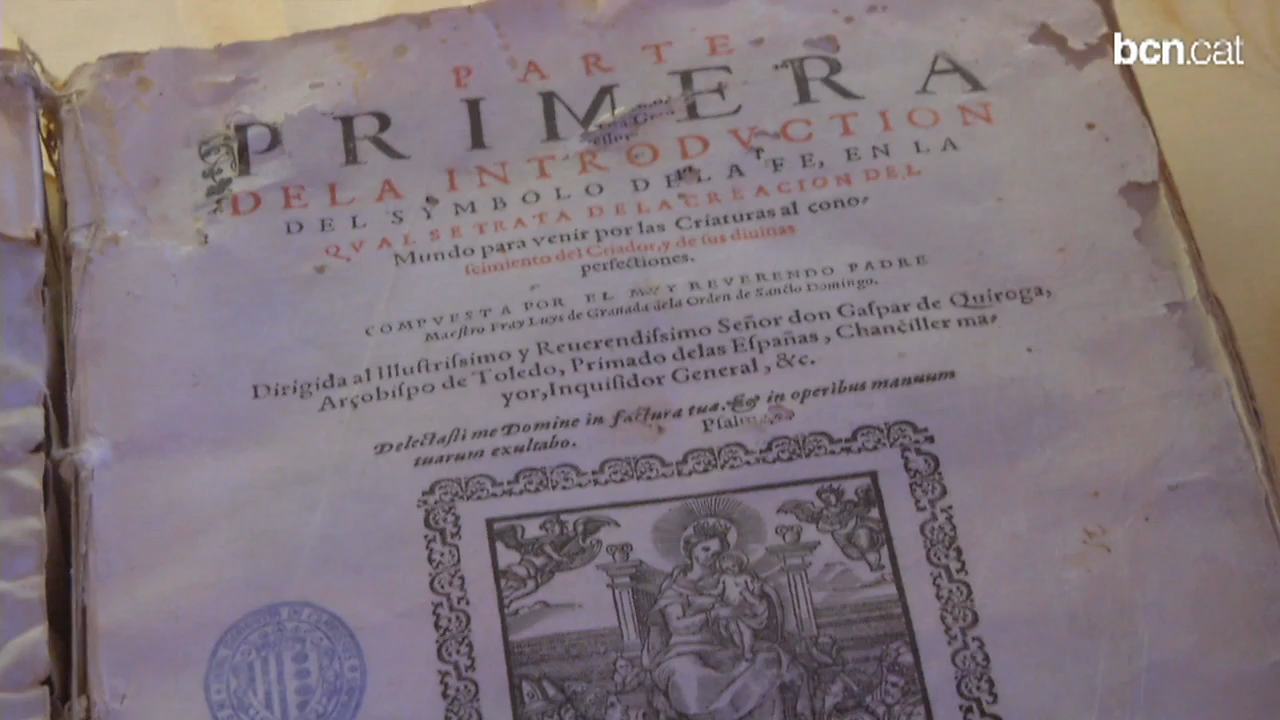 bcn.cat
PARTE
PRIMERA
DELA INTRODVCTION
DEL SYMBOLO DELA FE, EN LA
QVAL SE TRATA DELA CREACION DEL
Mundo para venir por las Criaturas al cono-
ſcimiento del Criador, y de ſus diuinas
perfectiones.
COMPVESTA POR EL MVY REVERENDO PADRE
Maeſtro Fray Luys de Granada dela Orden de Sancto Domingo.
Dirigida al Illuſtriſsimo y Reuerendiſsimo Señor don Gaſpar de Quiroga,
Arçobiſpo de Toledo, Primado delas Eſpañas, Chanciller ma-
yor, Inquiſidor General, &c.
Delectaſti me Domine in factura tua. & in operibus manuum
tuarum exultabo.